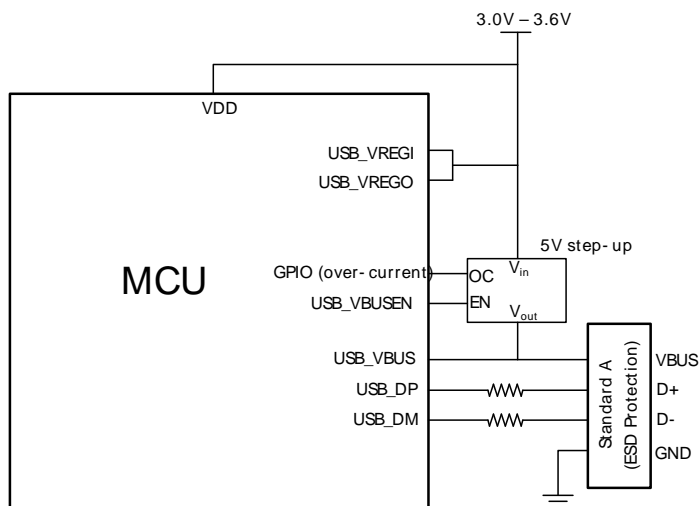 3.0V – 3.6V
VDD
USB_VREGI
USB_VREGO
5V step-up
GPIO (over-current)
OC
Vin
MCU
USB_VBUSEN
EN
Vout
USB_VBUS
VBUS
USB_DP
D+
USB_DM
D-
GND
Standard A
(ESD Protection)